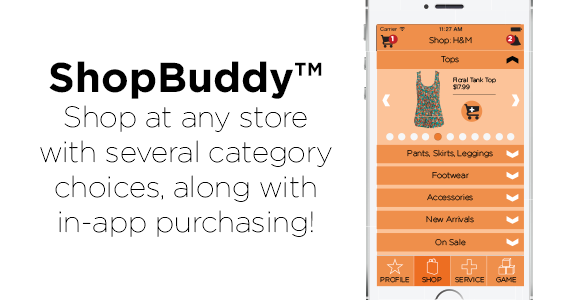 ShopBuddy™
Shop at any store
with several category
choices, along with
in-app purchasing!
Carrier 11:27 AM
1 Shop: H&M 2
Tops
Floral Tank Top
$17.99
Pants, Skirts, Leggings
Footwear
Accessories
New Arrivals
On Sale
PROFILE SHOP SERVICE GAME